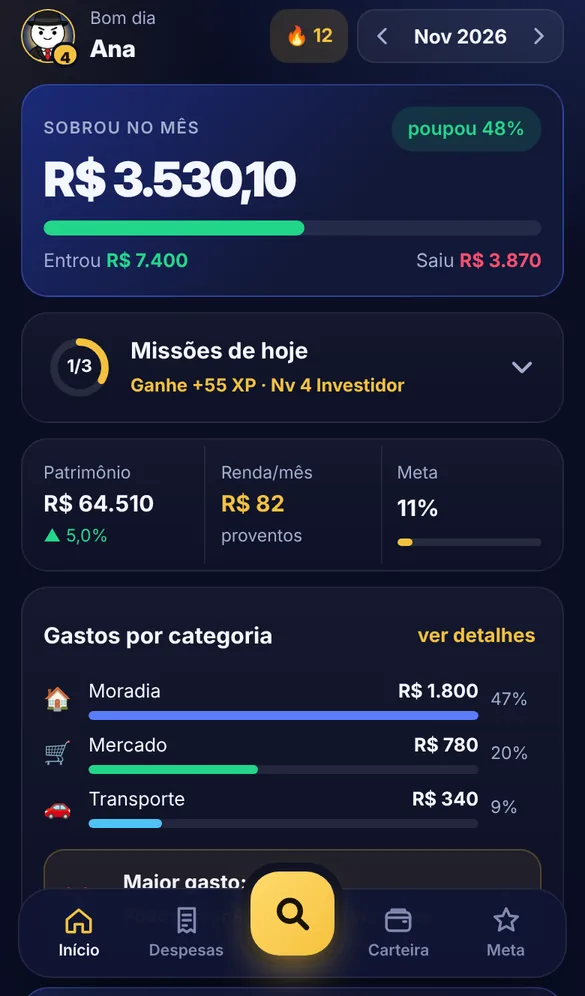 Bom dia
Ana
4
🔥 12
Nov 2026
SOBROU NO MÊS
poupou 48%
R$ 3.530,10
Entrou R$ 7.400
Saiu R$ 3.870
1/3
Missões de hoje
Ganhe +55 XP · Nv 4 Investidor
Patrimônio
R$ 64.510
▲ 5,0%
Renda/mês
R$ 82
proventos
Meta
11%
Gastos por categoria
ver detalhes
Moradia
R$ 1.800
47%
Mercado
R$ 780
20%
Transporte
R$ 340
9%
Maior gasto:
Início
Despesas
Carteira
Meta